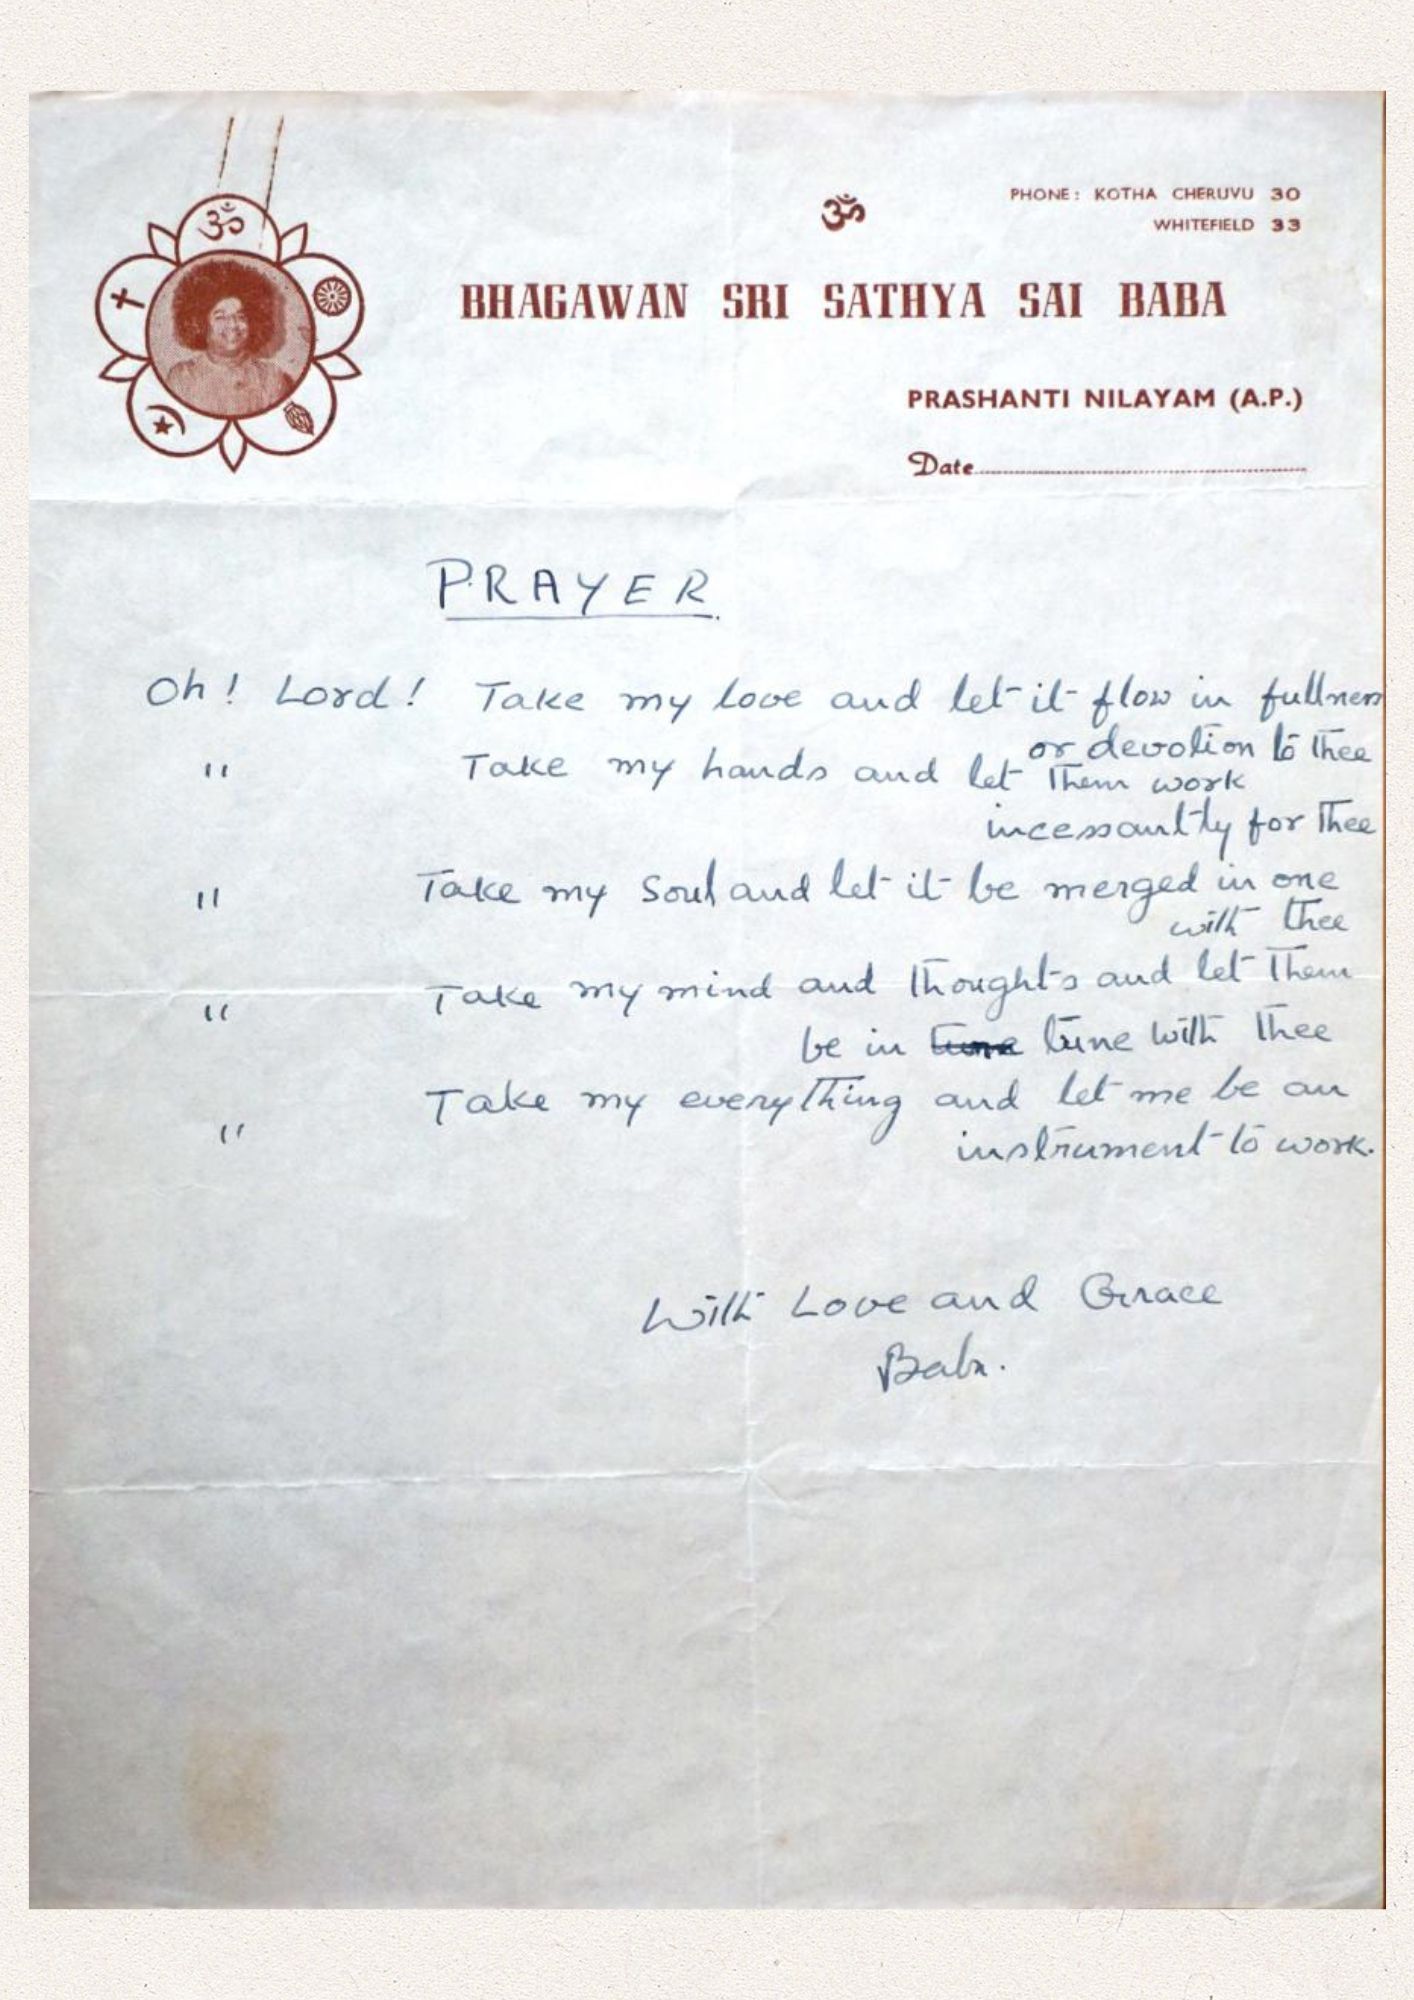 ॐ
ॐ
PHONE: KOTHA CHERUVU 30
WHITEFIELD 33
BHAGAWAN SRI SATHYA SAI BABA
PRASHANTI NILAYAM (A.P.)
Date
PRAYER.
Oh! Lord! Take my love and let it flow in fullness
or devotion to thee
" Take my hands and let them work
incessantly for Thee
" Take my Soul and let it be merged in one
with thee
" Take my mind and thoughts and let them
be in tune tune with Thee
" Take my everything and let me be an
instrument to work.
With Love and Grace
Baba.